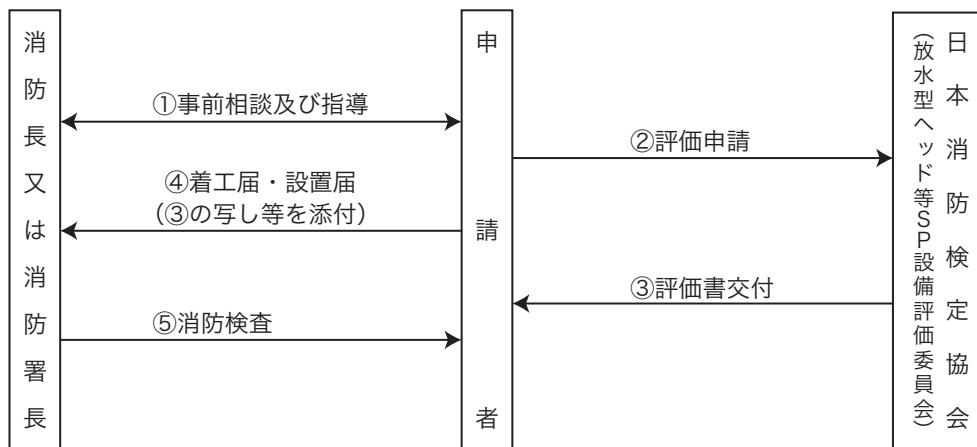 消防長又は消防署長
①事前相談及び指導
④着工届・設置届
（③の写し等を添付）
⑤消防検査
申請者
②評価申請
③評価書交付
日本消防検定協会
（放水型ヘッド等SP設備評価委員会）